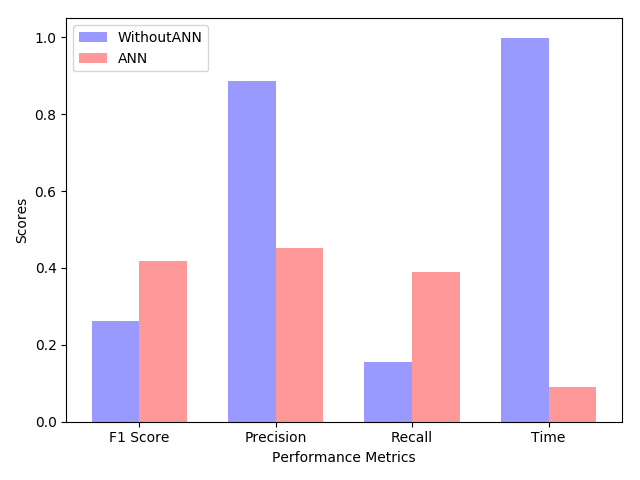 WithoutANN
ANN
1.0
0.8
0.6
0.4
0.2
0.0
Scores
F1 Score Precision Recall Time
Performance Metrics